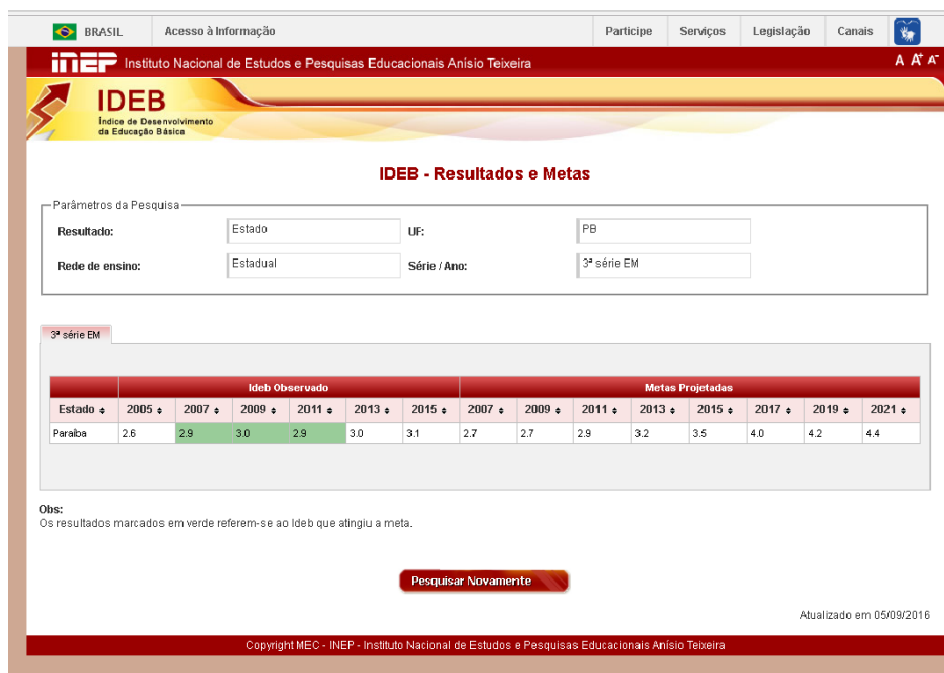 BRASIL Acesso à Informação Participe Serviços Legislação Canais
INEP Instituto Nacional de Estudos e Pesquisas Educacionais Anísio Teixeira A A+ A-
IDEB
Índice de Desenvolvimento
da Educação Básica
IDEB - Resultados e Metas
Parâmetros da Pesquisa
Resultado: Estado UF: PB
Rede de ensino: Estadual Série / Ano: 3ª série EM
3ª série EM
Ideb Observado Metas Projetadas
Estado 2005 2007 2009 2011 2013 2015 2007 2009 2011 2013 2015 2017 2019 2021
Paraíba 2.6 2.9 3.0 2.9 3.0 3.1 2.7 2.7 2.9 3.2 3.5 4.0 4.2 4.4
Obs:
Os resultados marcados em verde referem-se ao Ideb que atingiu a meta.
Pesquisar Novamente
Atualizado em 05/09/2016
Copyright MEC - INEP - Instituto Nacional de Estudos e Pesquisas Educacionais Anísio Teixeira